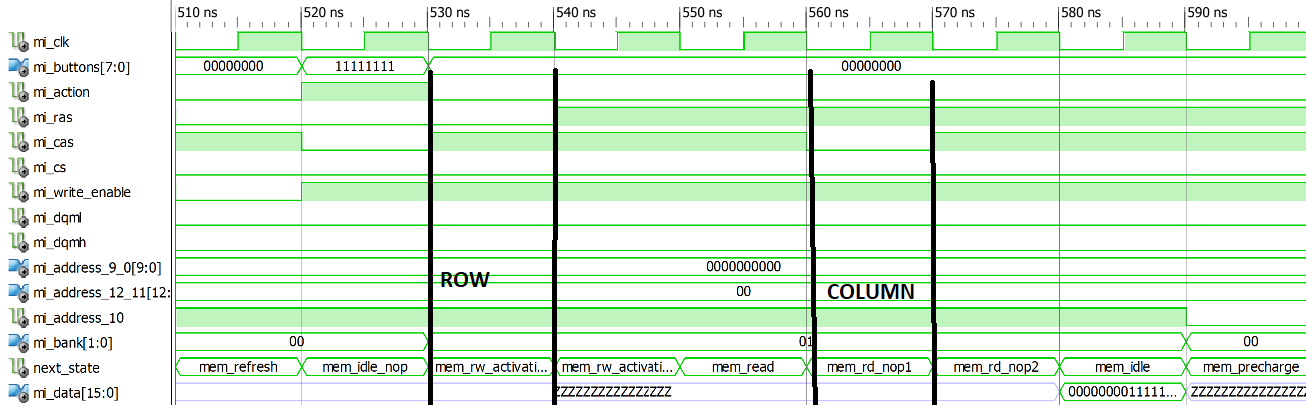 510 ns 520 ns 530 ns 540 ns 550 ns 560 ns 570 ns 580 ns 590 ns
mi_clk
mi_buttons[7:0] 00000000 11111111 00000000
mi_action
mi_ras
mi_cas
mi_cs
mi_write_enable
mi_dqml
mi_dqmh
mi_address_9_0[9:0] 0000000000
ROW
mi_address_12_11[12: 00 COLUMN
mi_address_10
mi_bank[1:0] 00 01 00
next_state mem_refresh mem_idle_nop mem_rw_activati... mem_rw_activati... mem_read mem_rd_nop1 mem_rd_nop2 mem_idle mem_precharge
mi_data[15:0] ZZZZZZZZZZZZZZZZ 0000000011111... ZZZZZZZZZZZZZZZZ